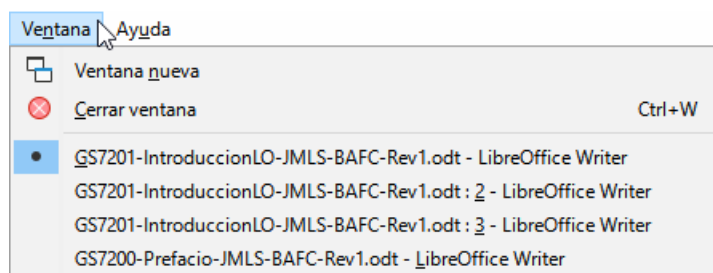 Ventana Ayuda
Ventana nueva
Cerrar ventana Ctrl+W
GS7201-IntroduccionLO-JMLS-BAFC-Rev1.odt - LibreOffice Writer
GS7201-IntroduccionLO-JMLS-BAFC-Rev1.odt : 2 - LibreOffice Writer
GS7201-IntroduccionLO-JMLS-BAFC-Rev1.odt : 3 - LibreOffice Writer
GS7200-Prefacio-JMLS-BAFC-Rev1.odt - LibreOffice Writer